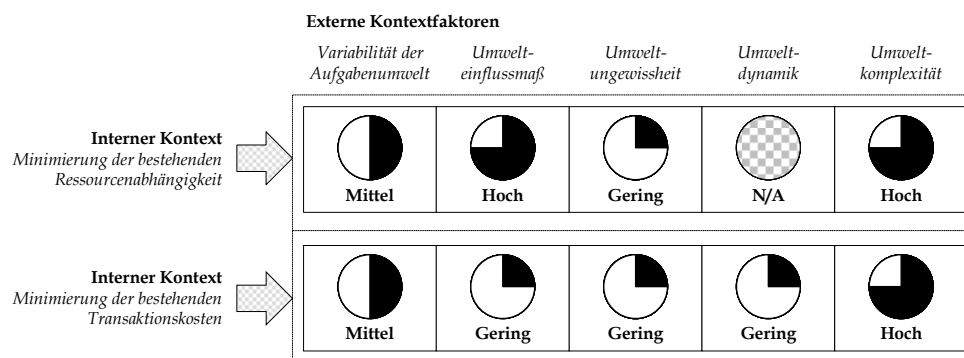 Externe Kontextfaktoren
Variabilität der Aufgabenumwelt
Umwelt-einflussmaß
Umwelt-ungewissheit
Umwelt-dynamik
Umwelt-komplexität
Interner Kontext
Minimierung der bestehenden
Ressourcenabhängigkeit
Mittel
Hoch
Gering
N/A
Hoch
Interner Kontext
Minimierung der bestehenden
Transaktionskosten
Mittel
Gering
Gering
Gering
Hoch